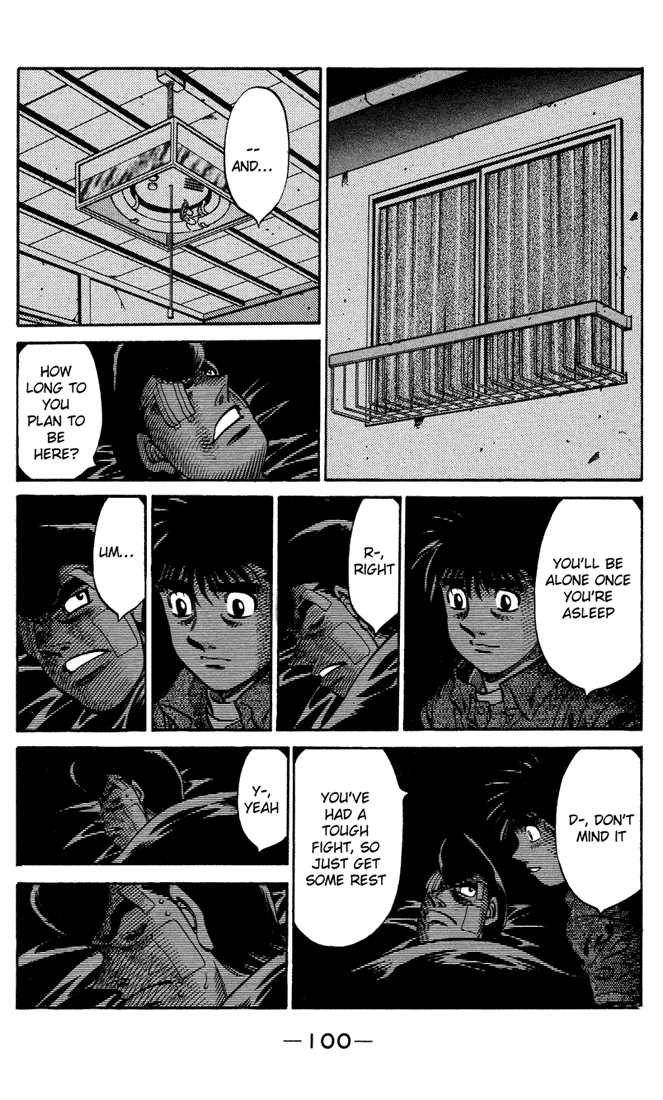 --
AND...
HOW
LONG TO
YOU
PLAN TO
BE
HERE?
YOU'LL BE
ALONE ONCE
YOU'RE
ASLEEP
R-,
RIGHT
UM...
D-, DON'T
MIND IT
YOU'VE
HAD A
TOUGH
FIGHT, SO
JUST GET
SOME REST
Y-,
YEAH
—100—